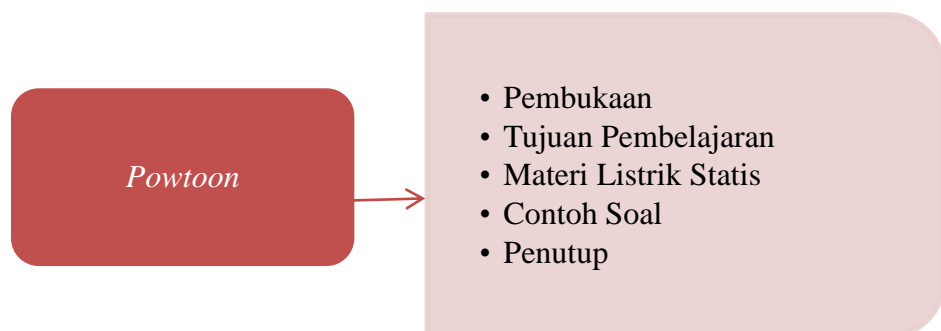 Powtoon
• Pembukaan
• Tujuan Pembelajaran
• Materi Listrik Statis
• Contoh Soal
• Penutup